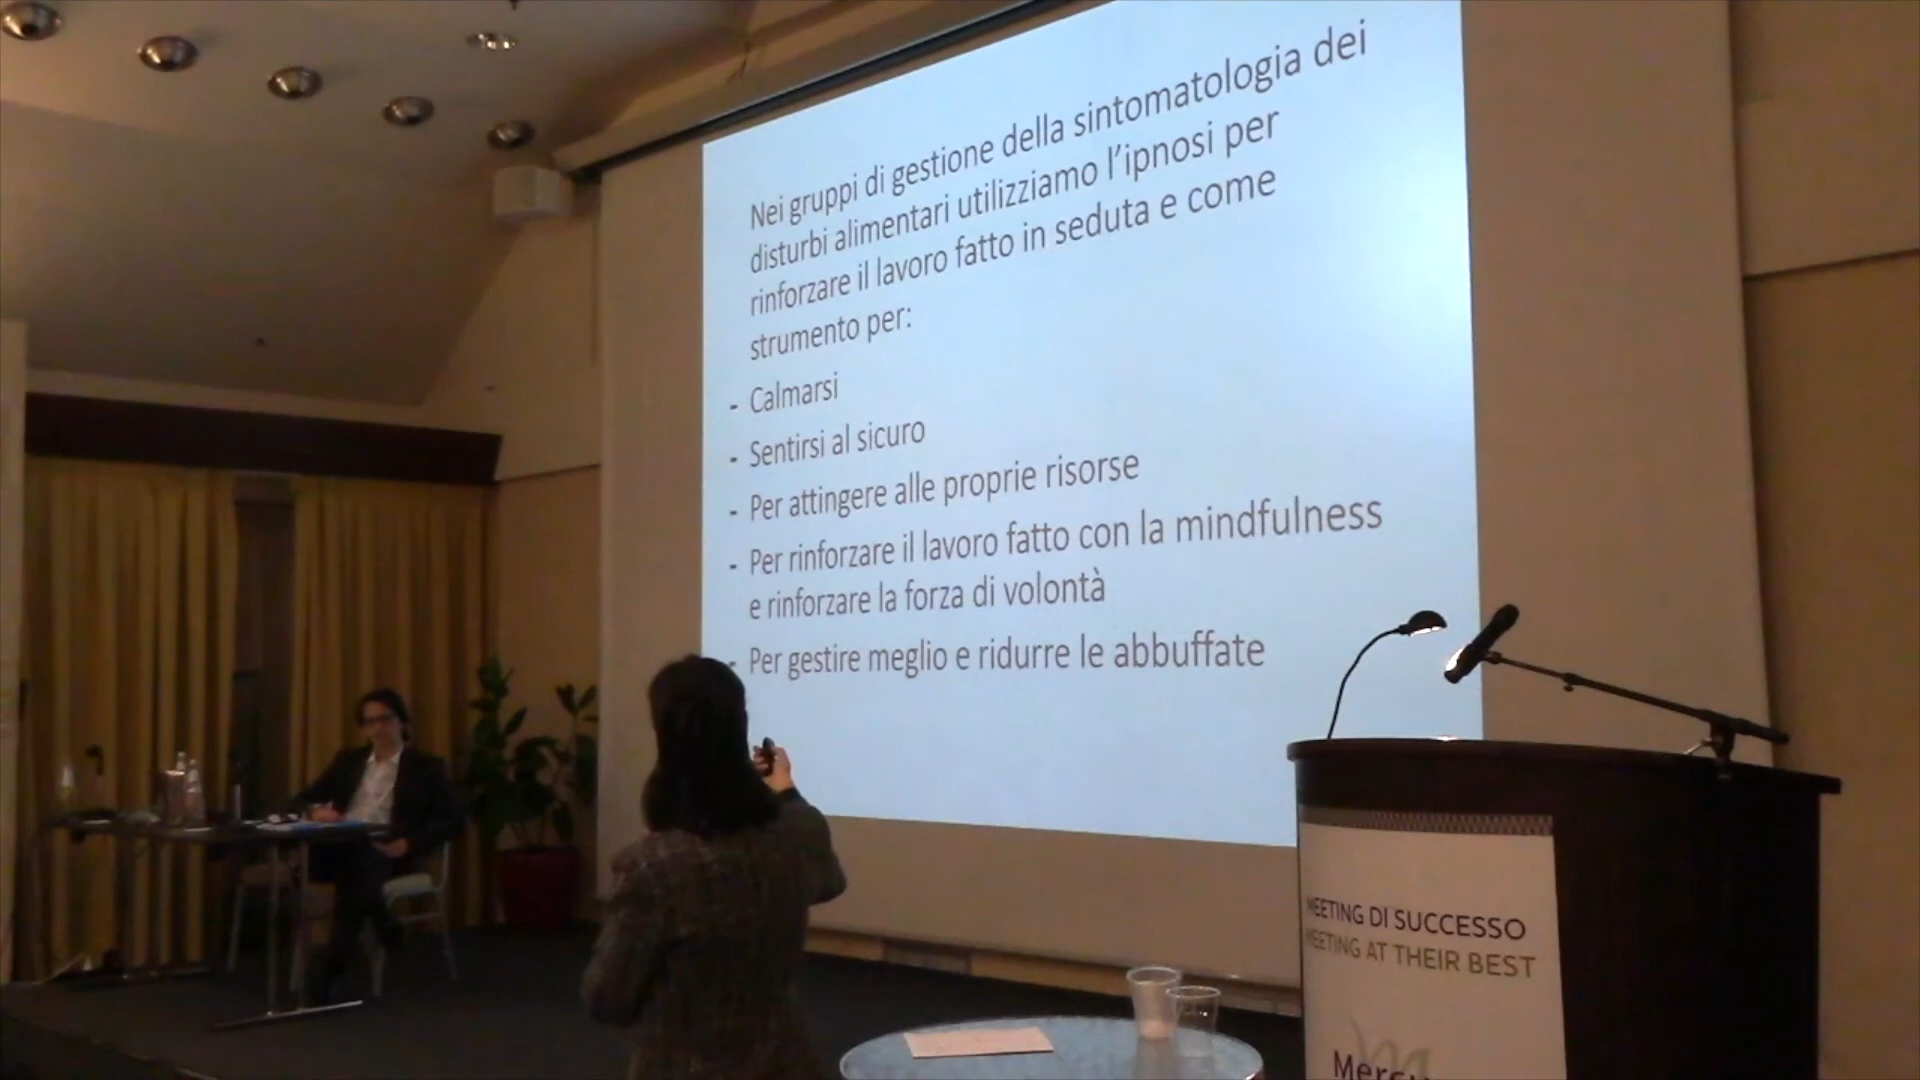 Nei gruppi di gestione della sintomatologia dei
disturbi alimentari utilizziamo l'ipnosi per
rinforzare il lavoro fatto in seduta e come
strumento per:
- Calmarsi
- Sentirsi al sicuro
- Per attingere alle proprie risorse
- Per rinforzare il lavoro fatto con la mindfulness
e rinforzare la forza di volontà
- Per gestire meglio e ridurre le abbuffate
MEETING DI SUCCESSO
MEETING AT THEIR BEST